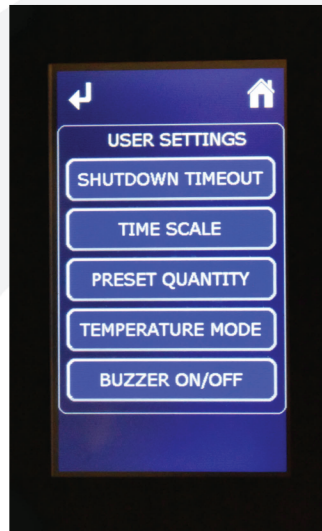 USER SETTINGS
SHUTDOWN TIMEOUT
TIME SCALE
PRESET QUANTITY
TEMPERATURE MODE
BUZZER ON/OFF